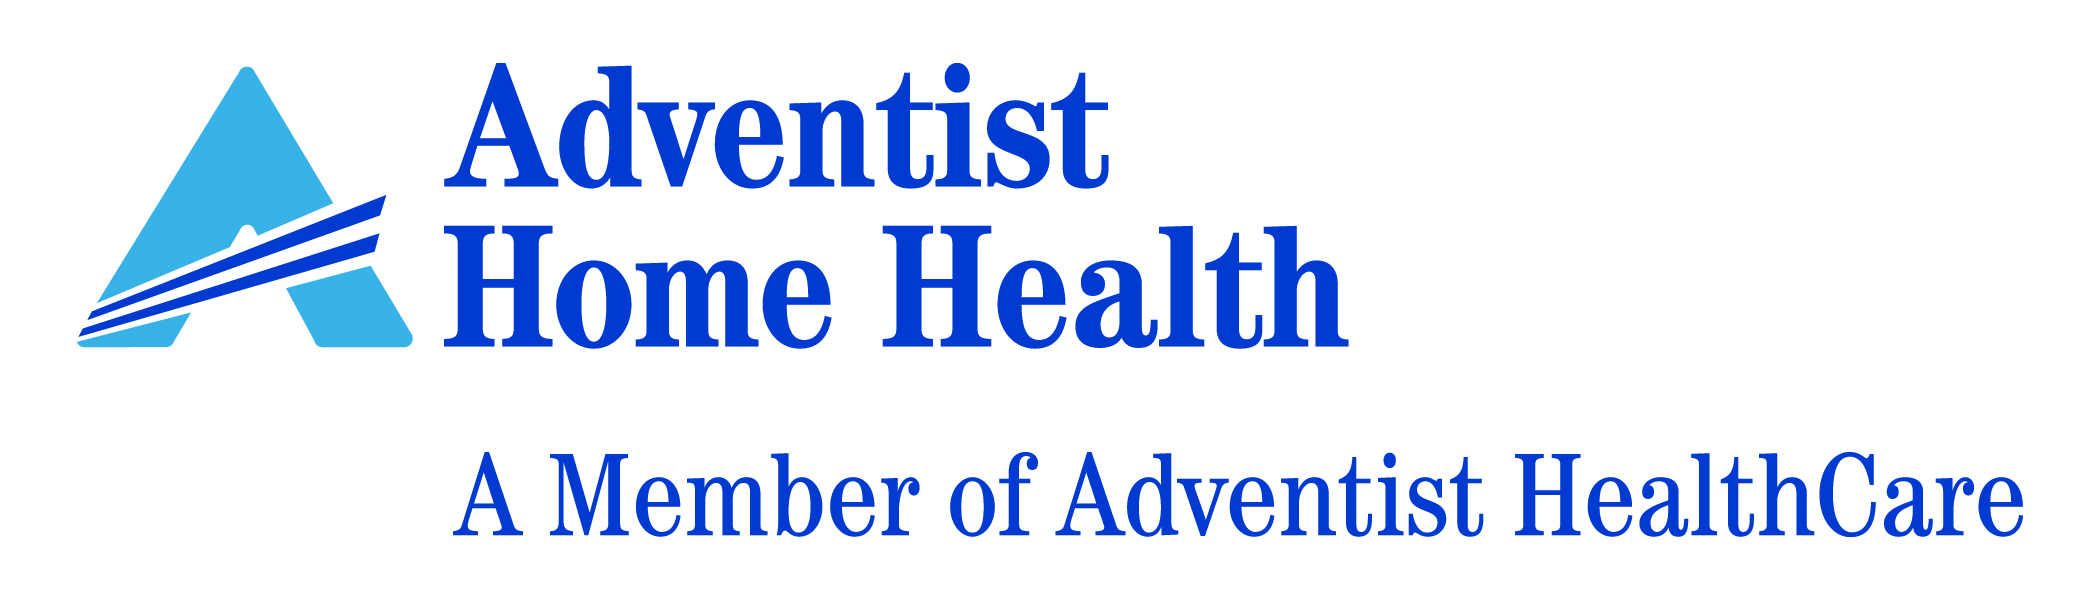 Adventist
Home Health
A Member of Adventist HealthCare